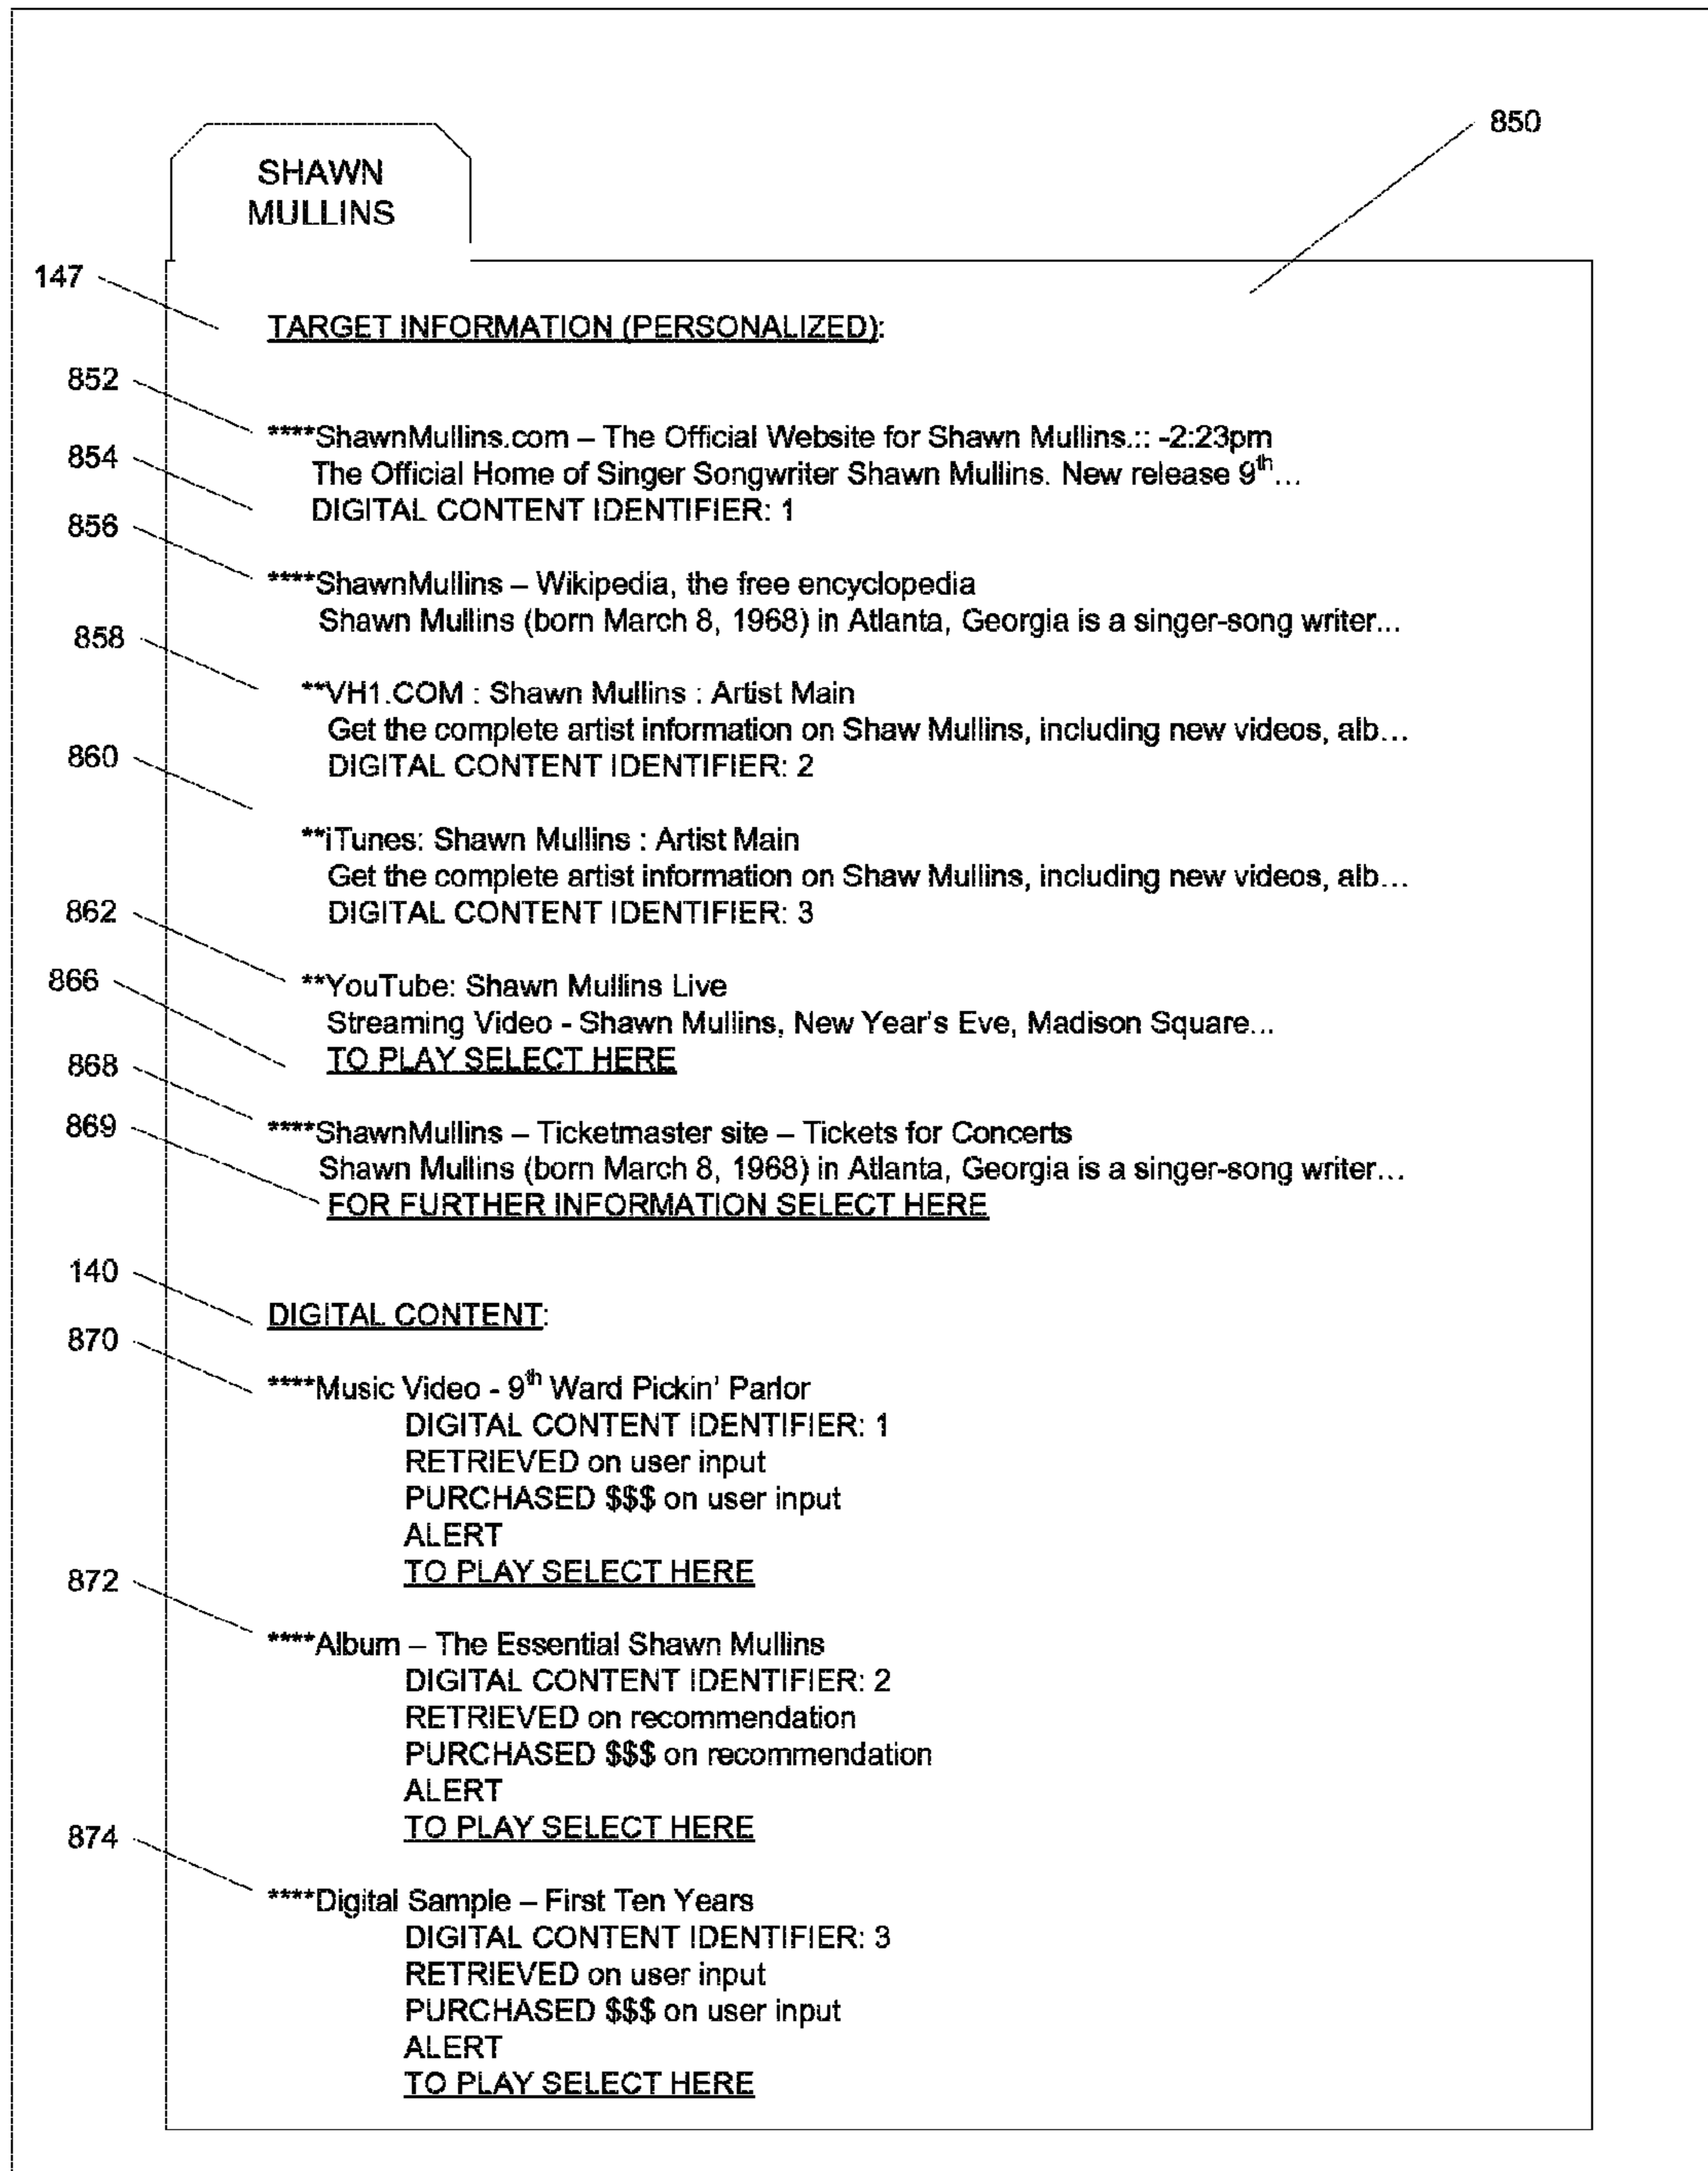 850
SHAWN
MULLINS
147
TARGET INFORMATION (PERSONALIZED):
852
****ShawnMullins.com – The Official Website for Shawn Mullins.:: -2:23pm
854
The Official Home of Singer Songwriter Shawn Mullins. New release 9th...
DIGITAL CONTENT IDENTIFIER: 1
856
****ShawnMullins – Wikipedia, the free encyclopedia
Shawn Mullins (born March 8, 1968) in Atlanta, Georgia is a singer-song writer...
858
**VH1.COM : Shawn Mullins : Artist Main
Get the complete artist information on Shaw Mullins, including new videos, alb...
860
DIGITAL CONTENT IDENTIFIER: 2
**iTunes: Shawn Mullins : Artist Main
Get the complete artist information on Shaw Mullins, including new videos, alb...
862
DIGITAL CONTENT IDENTIFIER: 3
866
**YouTube: Shawn Mullins Live
Streaming Video - Shawn Mullins, New Year's Eve, Madison Square...
868
TO PLAY SELECT HERE
869
****ShawnMullins – Ticketmaster site – Tickets for Concerts
Shawn Mullins (born March 8, 1968) in Atlanta, Georgia is a singer-song writer...
FOR FURTHER INFORMATION SELECT HERE
140
DIGITAL CONTENT:
870
****Music Video - 9th Ward Pickin' Parlor
DIGITAL CONTENT IDENTIFIER: 1
RETRIEVED on user input
PURCHASED $$$ on user input
ALERT
TO PLAY SELECT HERE
872
****Album – The Essential Shawn Mullins
DIGITAL CONTENT IDENTIFIER: 2
RETRIEVED on recommendation
PURCHASED $$$ on recommendation
ALERT
TO PLAY SELECT HERE
874
****Digital Sample – First Ten Years
DIGITAL CONTENT IDENTIFIER: 3
RETRIEVED on user input
PURCHASED $$$ on user input
ALERT
TO PLAY SELECT HERE